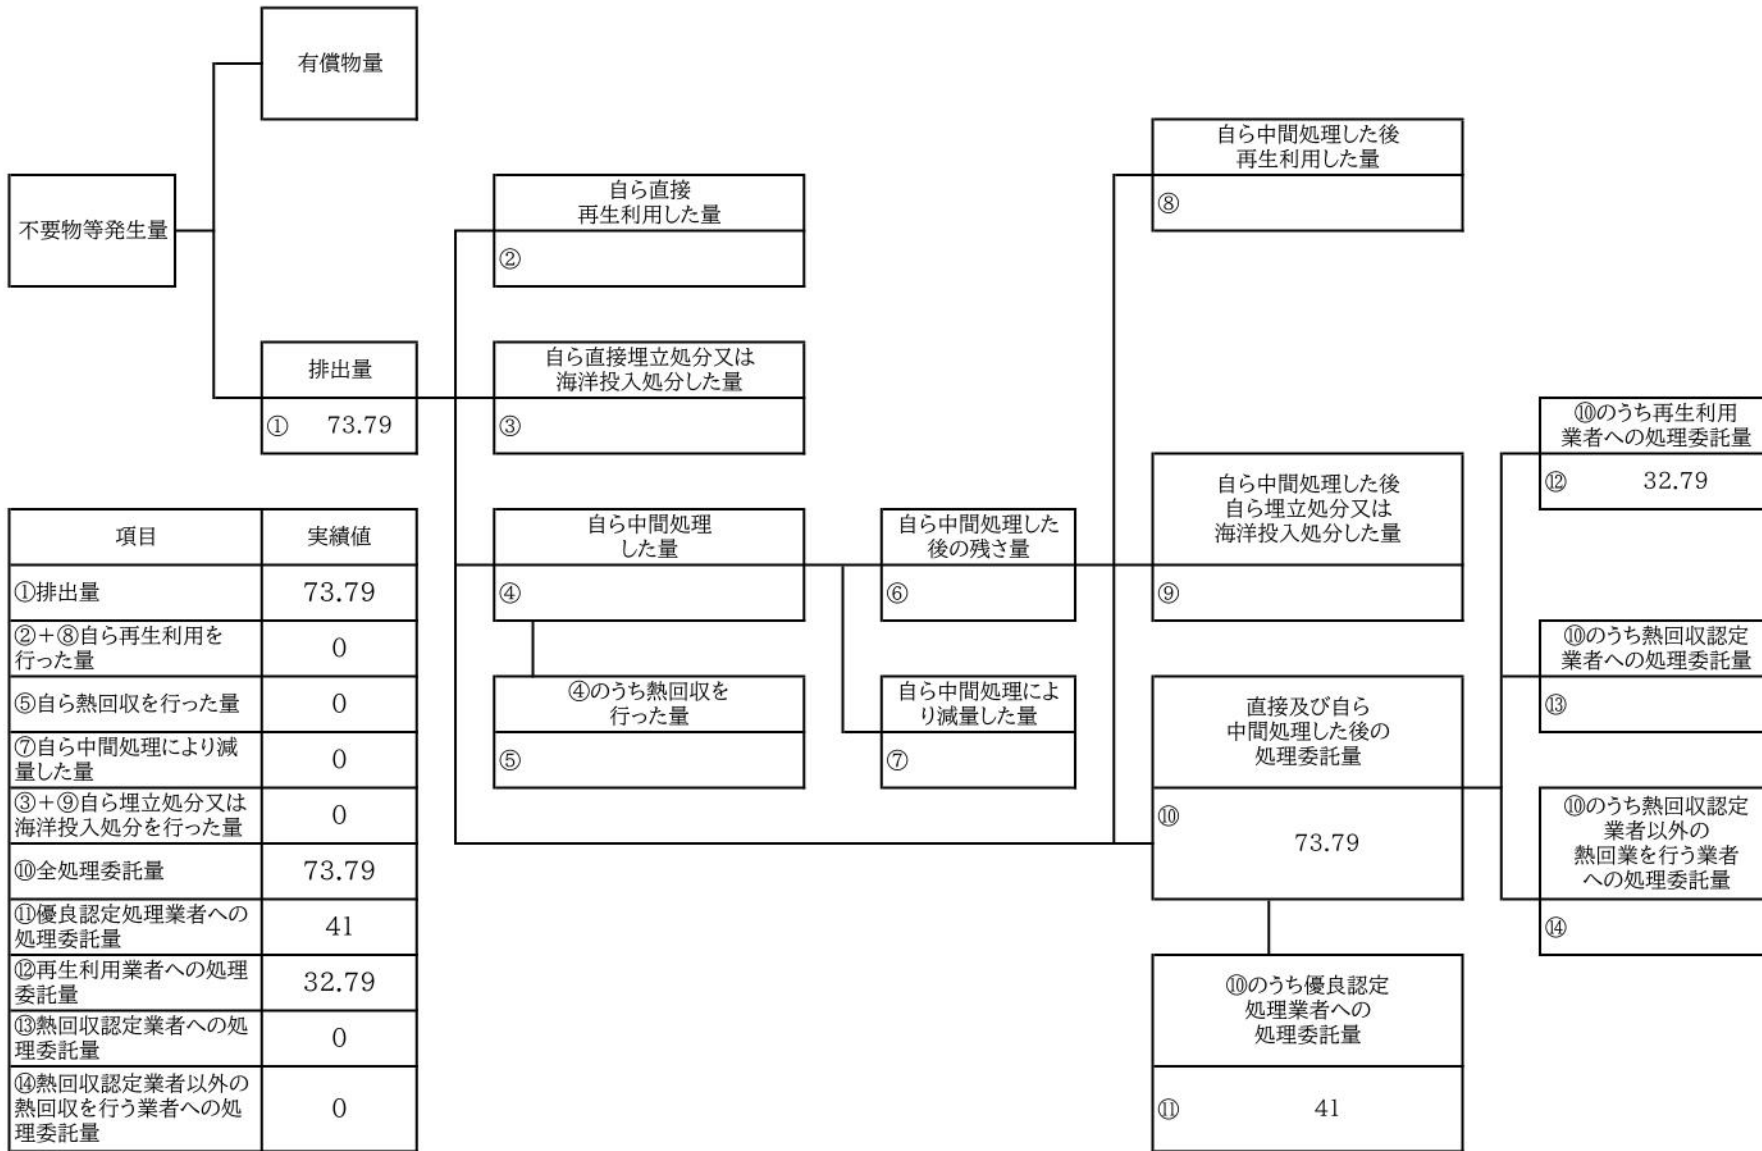 有償物量
不要物等発生量
排出量
① 73.79
自ら直接
再生利用した量
②
自ら直接埋立処分又は
海洋投入処分した量
③
自ら中間処理
した量
④
④のうち熱回収を
行った量
⑤
自ら中間処理した
後の残さ量
⑥
自ら中間処理によ
り減量した量
⑦
自ら中間処理した後
再生利用した量
⑧
自ら中間処理した後
自ら埋立処分又は
海洋投入処分した量
⑨
直接及び自ら
中間処理した後の
処理委託量
⑩
73.79
⑩のうち優良認定
処理業者への
処理委託量
⑪ 41
⑩のうち再生利用
業者への処理委託量
⑫ 32.79
⑩のうち熱回収認定
業者への処理委託量
⑬
⑩のうち熱回収認定
業者以外の
熱回業を行う業者
への処理委託量
⑭
項目 実績値
①排出量 73.79
②+⑧自ら再生利用を
行った量 0
⑤自ら熱回収を行った量 0
⑦自ら中間処理により減
量した量 0
③+⑨自ら埋立処分又は
海洋投入処分を行った量 0
⑩全処理委託量 73.79
⑪優良認定処理業者への
処理委託量 41
⑫再生利用業者への処理
委託量 32.79
⑬熱回収認定業者への処
理委託量 0
⑭熱回収認定業者以外の
熱回収を行う業者への処
理委託量 0